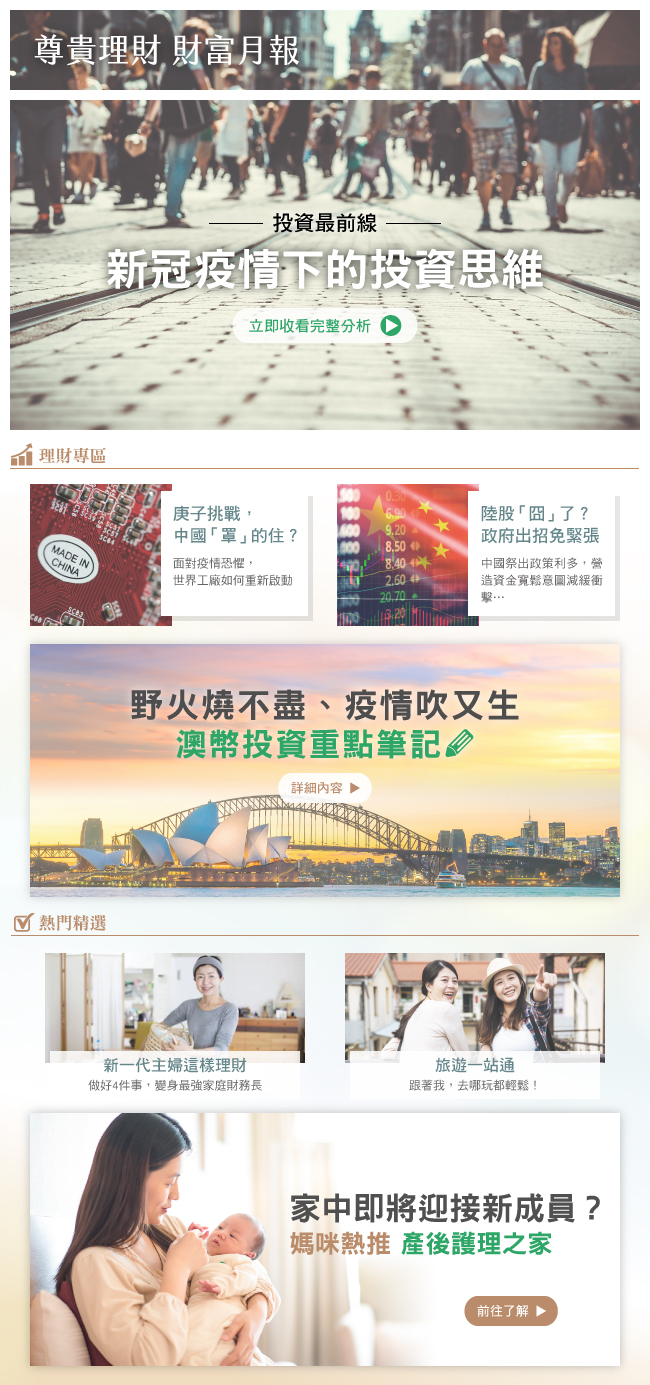 尊貴理財 財富月報
投資最前線
新冠疫情下的投資思維
立即收看完整分析
理財專區
MADE IN
CHINA
庚子挑戰，
中國「罩」的住？
面對疫情恐懼，
世界工廠如何重新啟動
陸股「囧」了？
政府出招免緊張
中國祭出政策利多，營
造資金寬鬆意圖減緩衝
擊⋯
野火燒不盡、疫情吹又生
澳幣投資重點筆記
詳細內容
熱門精選
新一代主婦這樣理財
做好4件事，變身最強家庭財務長
旅遊一站通
跟著我，去哪玩都輕鬆！
家中即將迎接新成員？
媽咪熱推 產後護理之家
前往了解